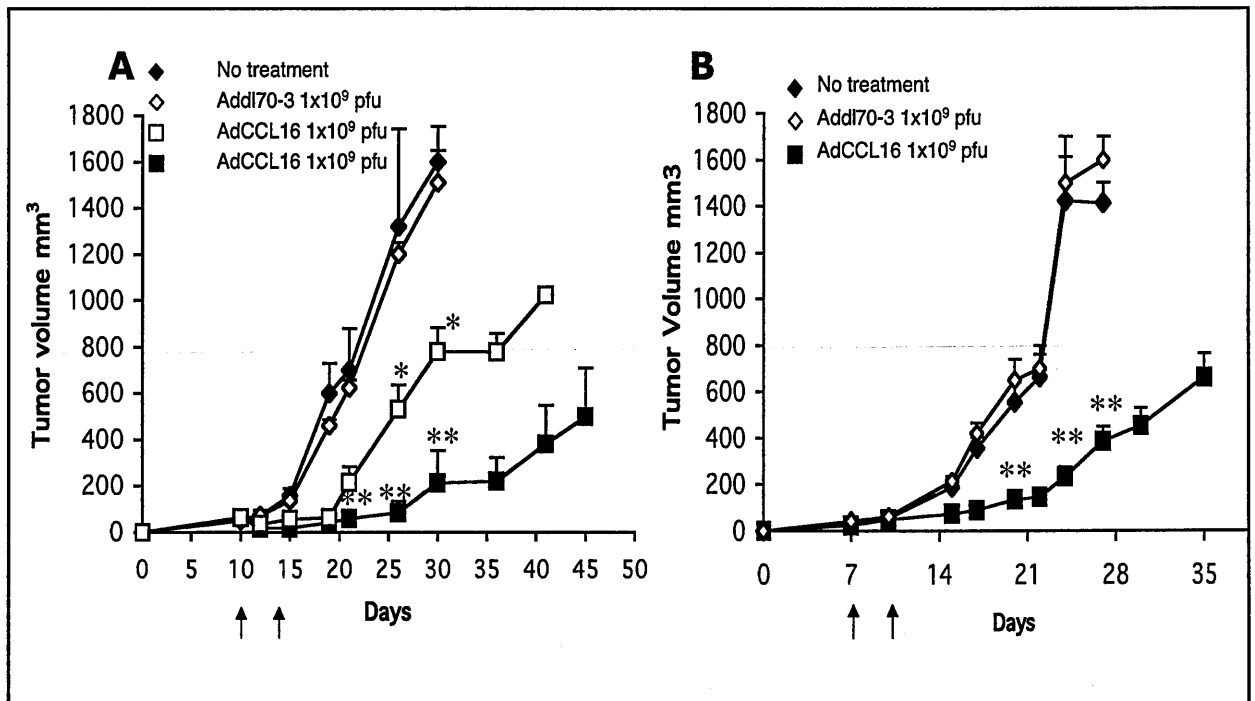 A
No treatment
Addl70-3 1x10⁹ pfu
AdCCL16 1x10⁹ pfu
AdCCL16 1x10⁹ pfu
Tumor volume mm³
1800
1600
1400
1200
1000
800
600
400
200
0
*
*
**
**
**
0 5 10 15 20 25 30 35 40 45 50
Days
B
No treatment
Addl70-3 1x10⁹ pfu
AdCCL16 1x10⁹ pfu
Tumor Volume mm3
1800
1600
1400
1200
1000
800
600
400
200
0
**
**
**
0 7 14 21 28 35
Days